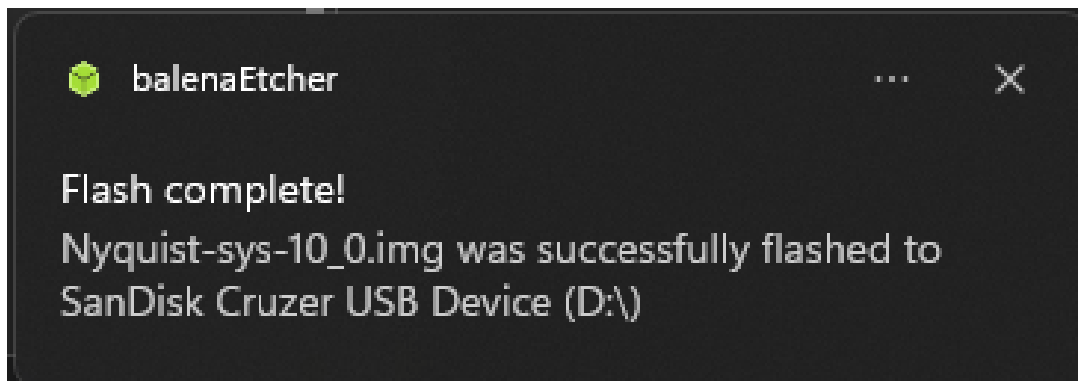 balenaEtcher
Flash complete!
Nyquist-sys-10_0.img was successfully flashed to
SanDisk Cruzer USB Device (D:\)